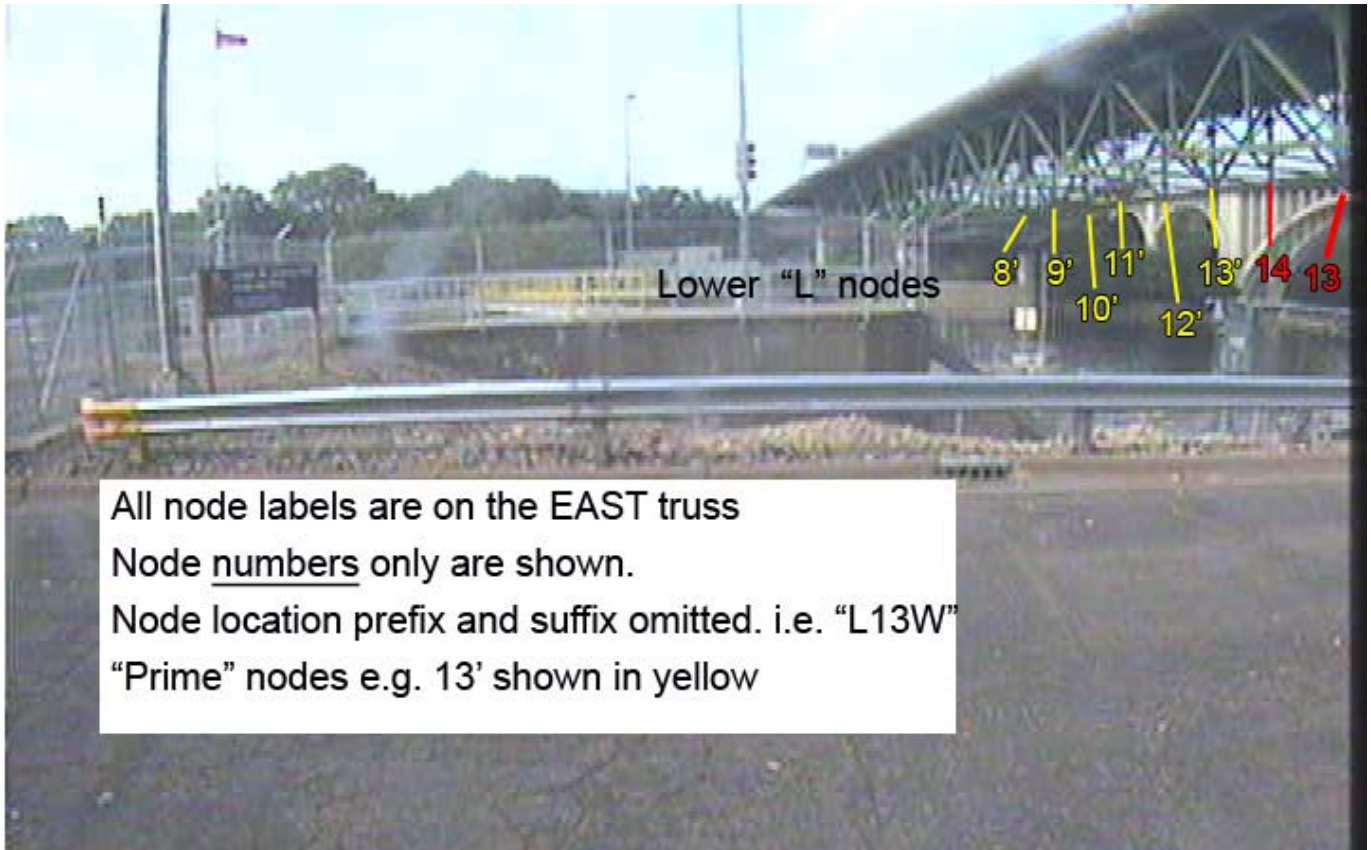 8’ 9’ 10’ 11’ 12’ 13’ 14 13
Lower “L” nodes
All node labels are on the EAST truss
Node numbers only are shown.
Node location prefix and suffix omitted. i.e. “L13W”
“Prime” nodes e.g. 13’ shown in yellow